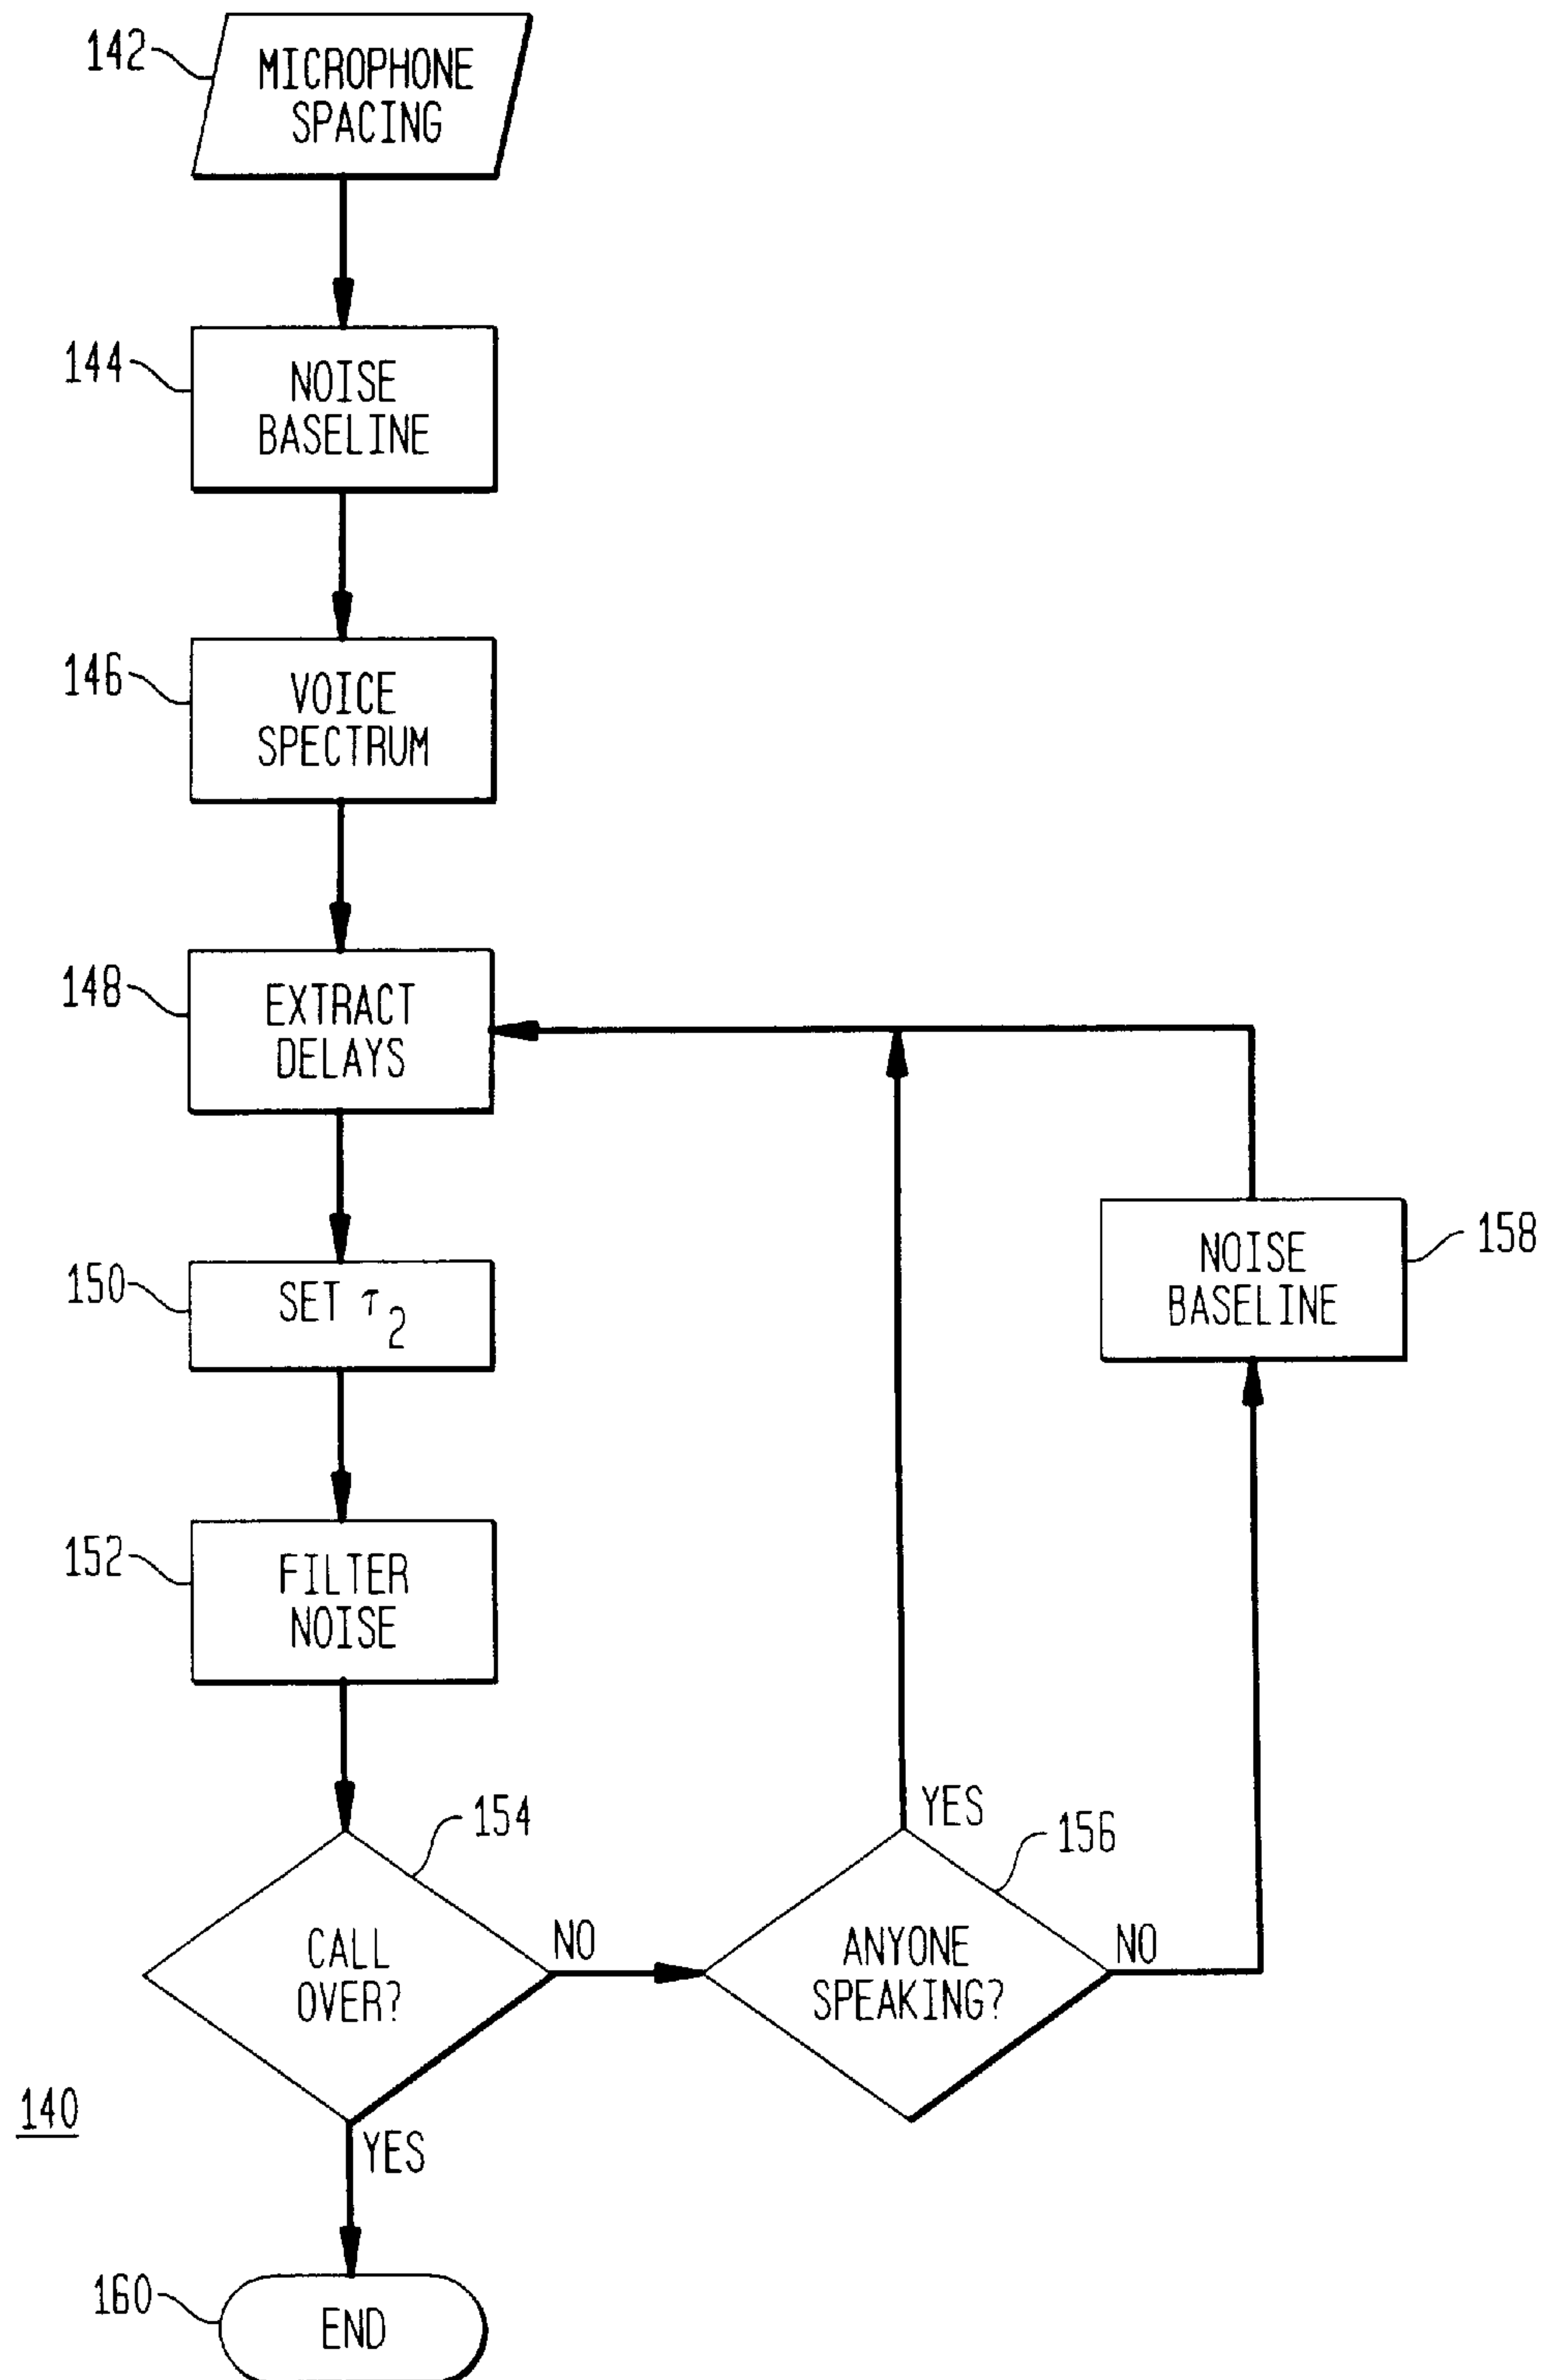 142
MICROPHONE
SPACING
144
NOISE
BASELINE
146
VOICE
SPECTRUM
148
EXTRACT
DELAYS
150
SET τ2
158
NOISE
BASELINE
152
FILTER
NOISE
154
CALL
OVER?
NO
YES
156
ANYONE
SPEAKING?
YES
NO
140
160
END